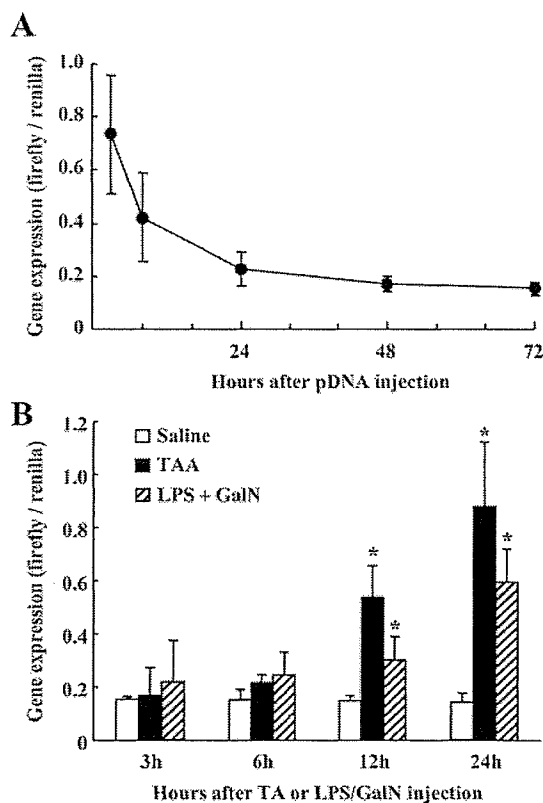 A
Gene expression (firefly / renilla)
1.0
0.8
0.6
0.4
0.2
0
24
48
72
Hours after pDNA injection
B
Gene expression (firefly / renilla)
1.2
1.0
0.8
0.6
0.4
0.2
0
Saline
TAA
LPS + GalN
*
*
*
*
3h
6h
12h
24h
Hours after TA or LPS/GalN injection